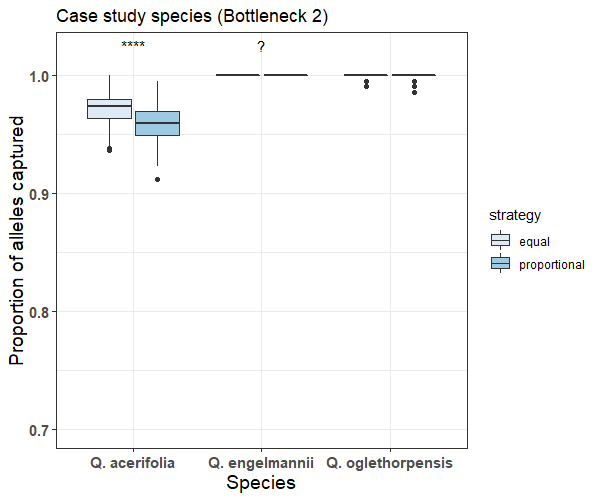 Case study species (Bottleneck 2)
**** ?
1.0
0.9
0.8
0.7
Proportion of alleles captured
Q. acerifolia Q. engelmannii Q. oglethorpensis
Species
strategy
equal
proportional